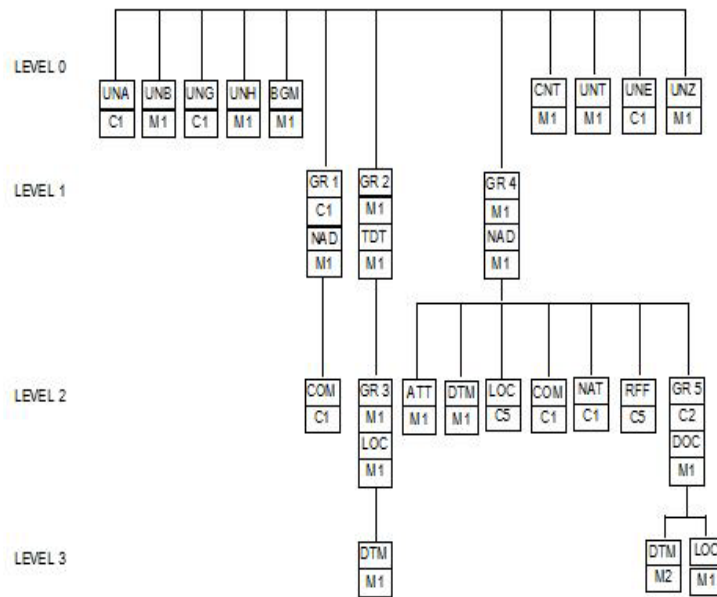 LEVEL 0
UNA UNB UNG UNH BGM CNT UNT UNE UNZ
C1 M1 C1 M1 M1 M1 M1 C1 M1
LEVEL 1
GR 1 GR 2 GR 4
C1 M1 M1
NAD TDT NAD
M1 M1 M1
LEVEL 2
COM GR 3 ATT DTM LOC COM NAT RFF GR 5
C1 M1 M1 M1 C5 C1 C1 C5 C2
LOC DOC
M1 M1
LEVEL 3
DTM DTM LOC
M1 M2 M1